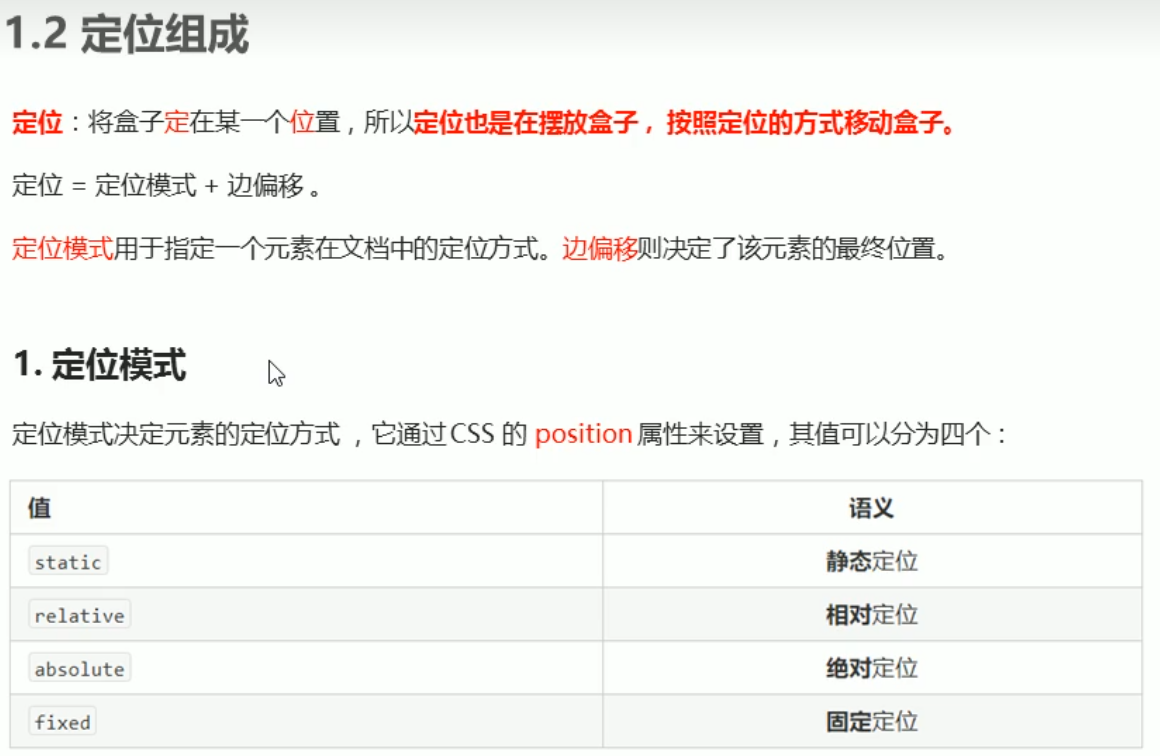 1.2 定位组成
定位：将盒子定在某一个位置，所以定位也是在摆放盒子，按照定位的方式移动盒子。
定位 = 定位模式 + 边偏移 。
定位模式用于指定一个元素在文档中的定位方式。边偏移则决定了该元素的最终位置。
1. 定位模式
定位模式决定元素的定位方式 ，它通过CSS 的 position 属性来设置，其值可以分为四个：
值 语义
static 静态定位
relative 相对定位
absolute 绝对定位
fixed 固定定位